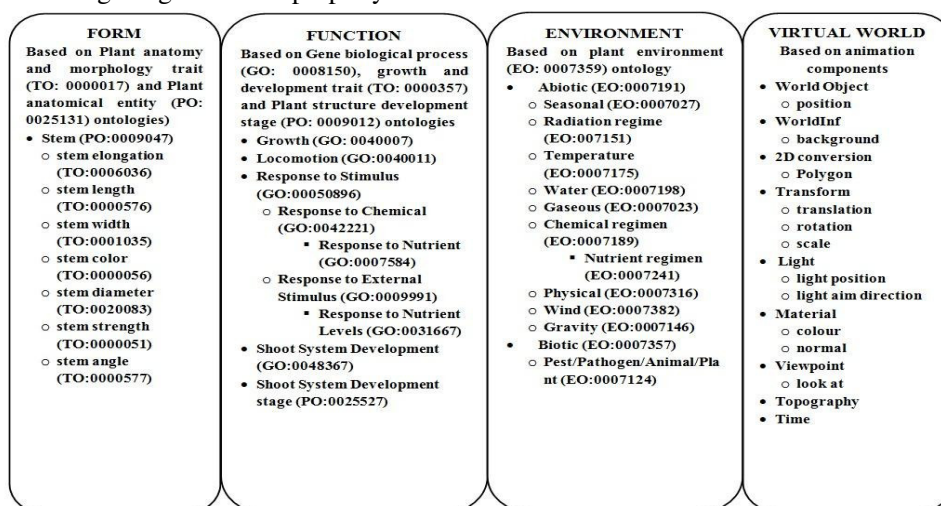 property
FORM
Based on Plant anatomy
and morphology trait
(TO: 0000017) and Plant
anatomical entity (PO:
0025131) ontologies)
• Stem (PO:0009047)
o stem elongation
(TO:0006036)
o stem length
(TO:0000576)
o stem width
(TO:0001035)
o stem color
(TO:0000056)
o stem diameter
(TO:0020083)
o stem strength
(TO:0000051)
o stem angle
(TO:0000577)
FUNCTION
Based on Gene biological process
(GO: 0008150), growth and
development trait (TO: 0000357)
and Plant structure development
stage (PO: 0009012) ontologies
• Growth (GO: 0040007)
• Locomotion (GO:0040011)
• Response to Stimulus
(GO:00050896)
o Response to Chemical
(GO:0042221)
▪ Response to Nutrient
(GO:0007584)
o Response to External
Stimulus (GO:0009991)
▪ Response to Nutrient
Levels (GO:0031667)
• Shoot System Development
(GO:0048367)
• Shoot System Development
stage (PO:0025527)
ENVIRONMENT
Based on plant environment
(EO: 0007359) ontology
• Abiotic (EO:0007191)
o Seasonal (EO:0007027)
o Radiation regime
(EO:007151)
o Temperature
(EO:0007175)
o Water (EO:0007198)
o Gaseous (EO:0007023)
o Chemical regimen
(EO:0007189)
▪ Nutrient regimen
(EO:0007241)
o Physical (EO:0007316)
o Wind (EO:0007382)
o Gravity (EO:0007146)
• Biotic (EO:0007357)
o Pest/Pathogen/Animal/Pla
nt (EO:0007124)
VIRTUAL WORLD
Based on animation
components
• World Object
o position
• WorldInf
o background
• 2D conversion
o Polygon
• Transform
o translation
o rotation
o scale
• Light
o light position
o light aim direction
• Material
o colour
o normal
• Viewpoint
o look at
• Topography
• Time